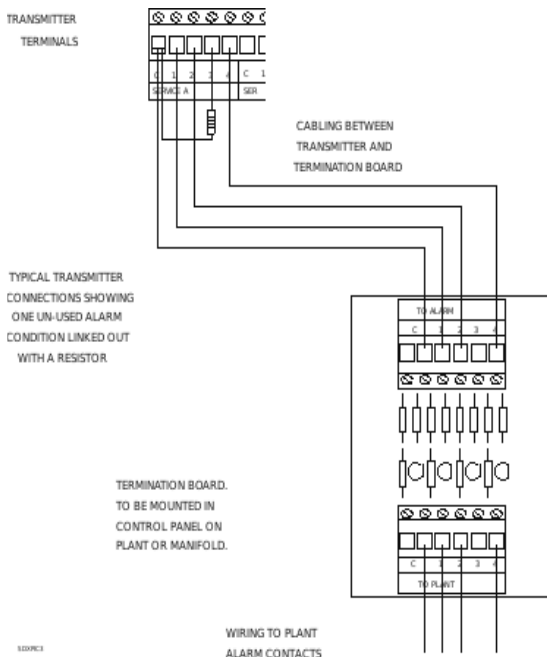 TRANSMITTER
TERMINALS
C 1 2 3 4 C 1
SERVICE A SER
CABLING BETWEEN
TRANSMITTER AND
TERMINATION BOARD
TYPICAL TRANSMITTER
CONNECTIONS SHOWING
ONE UN-USED ALARM
CONDITION LINKED OUT
WITH A RESISTOR
TO ALARM
C 1 2 3 4
TERMINATION BOARD.
TO BE MOUNTED IN
CONTROL PANEL ON
PLANT OR MANIFOLD.
C 1 2 3 4
TO PLANT
WIRING TO PLANT
ALARM CONTACTS